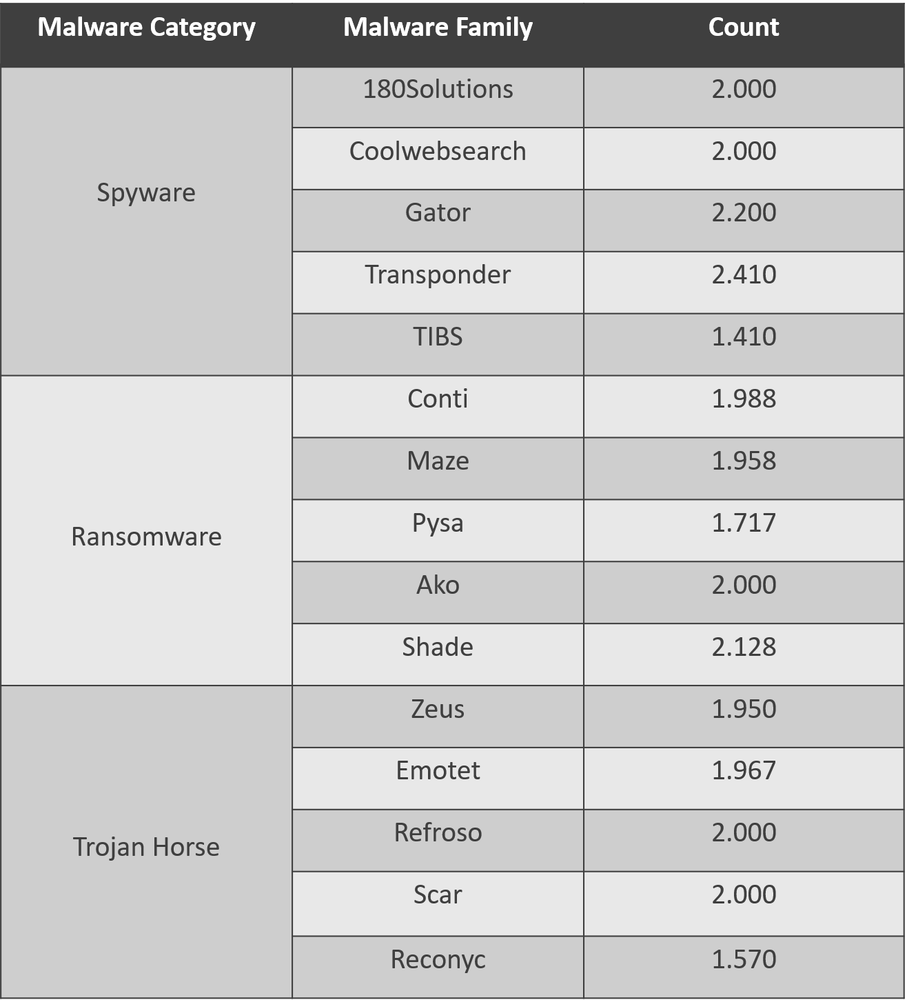 Malware Category Malware Family Count
Spyware
180Solutions 2.000
Coolwebsearch 2.000
Gator 2.200
Transponder 2.410
TIBS 1.410
Ransomware
Conti 1.988
Maze 1.958
Pysa 1.717
Ako 2.000
Shade 2.128
Trojan Horse
Zeus 1.950
Emotet 1.967
Refroso 2.000
Scar 2.000
Reconyc 1.570